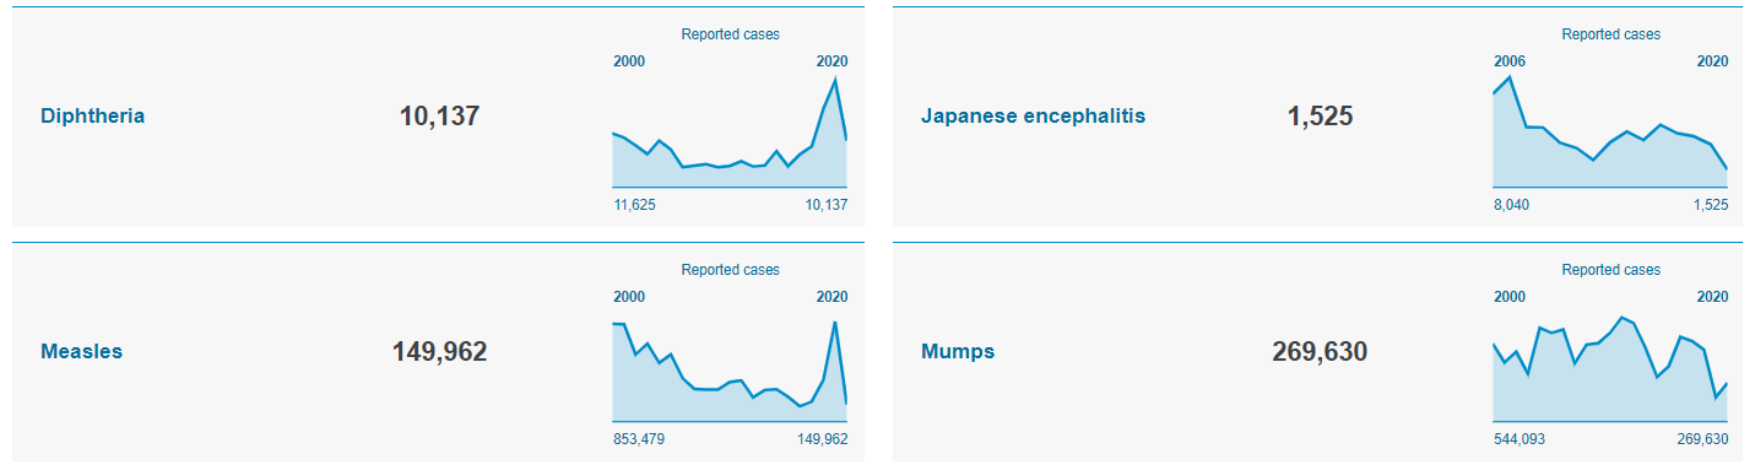 Reported cases
2000 2020
Diphtheria 10,137
11,625 10,137
Reported cases
2006 2020
Japanese encephalitis 1,525
8,040 1,525
Reported cases
2000 2020
Measles 149,962
853,479 149,962
Reported cases
2000 2020
Mumps 269,630
544,093 269,630